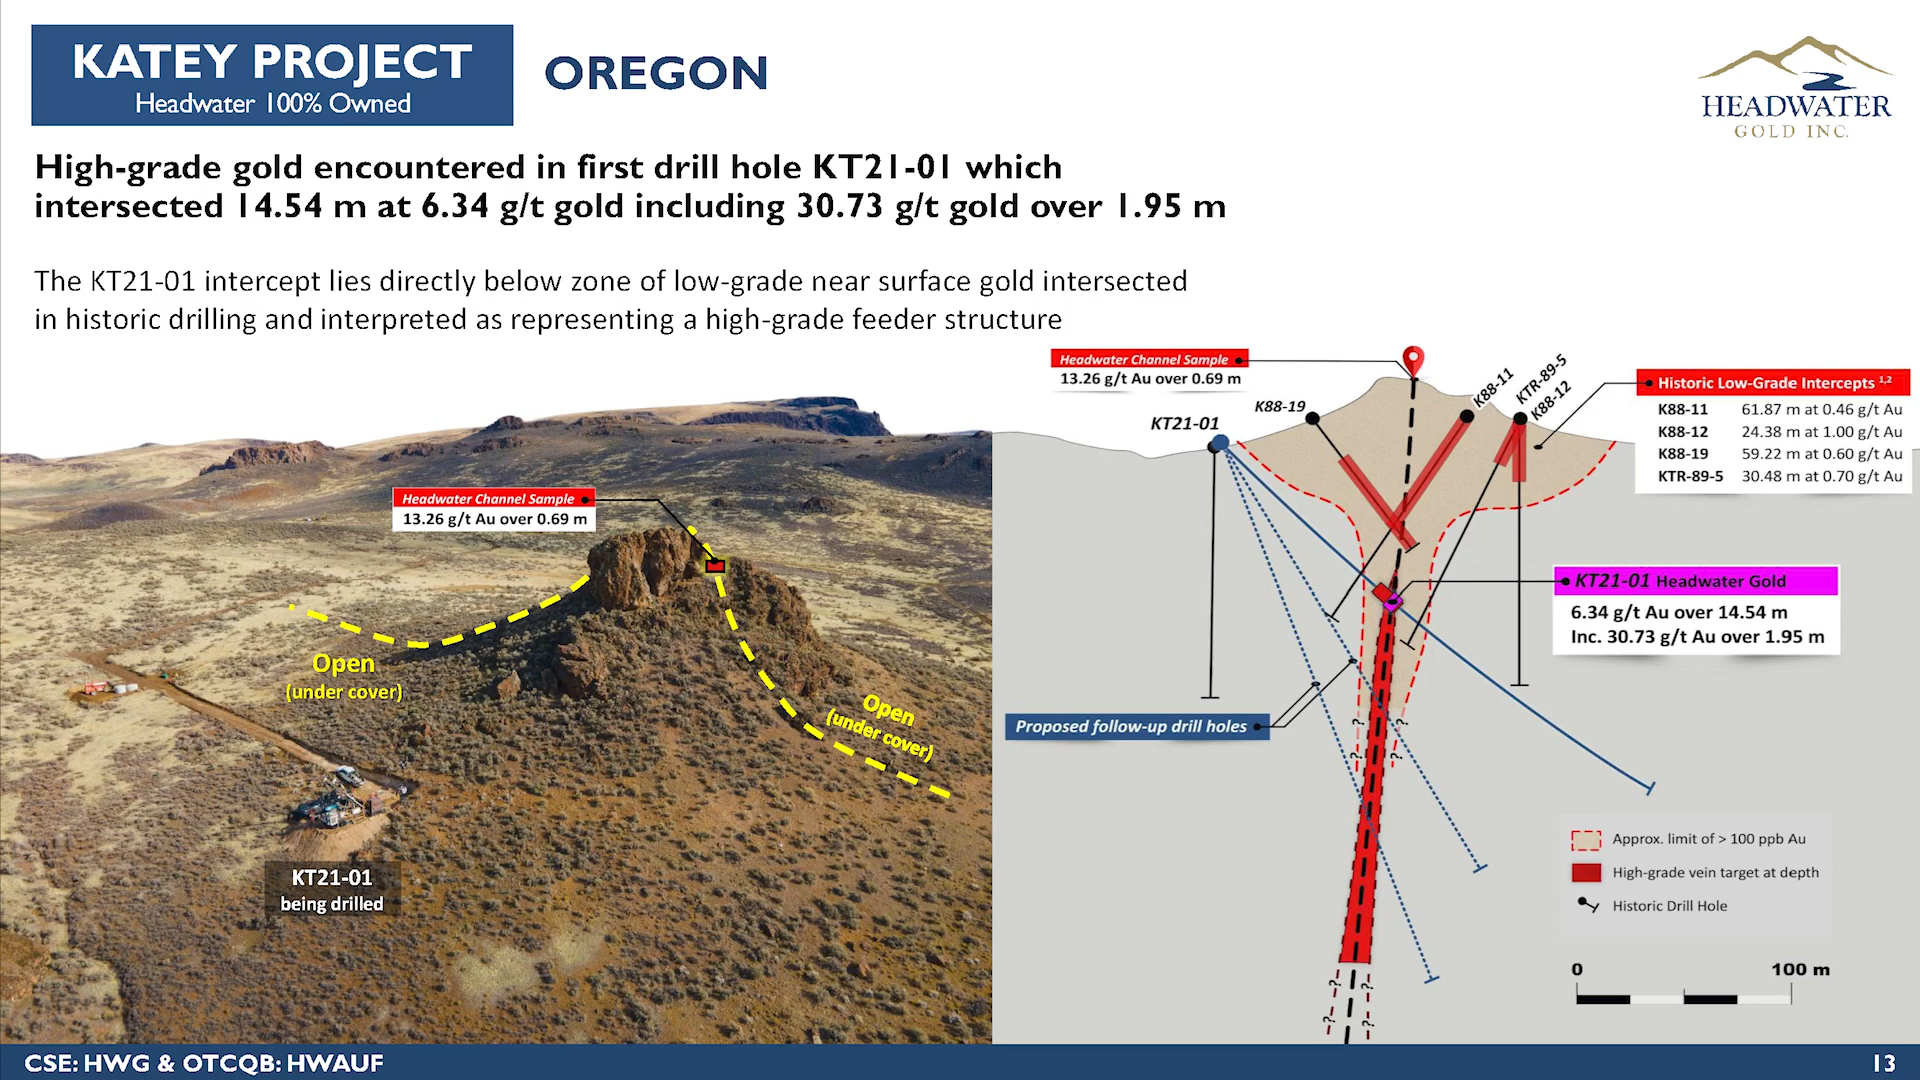 KATEY PROJECT
Headwater 100% Owned
OREGON
HEADWATER
GOLD INC.
High-grade gold encountered in first drill hole KT21-01 which
intersected 14.54 m at 6.34 g/t gold including 30.73 g/t gold over 1.95 m
The KT21-01 intercept lies directly below zone of low-grade near surface gold intersected
in historic drilling and interpreted as representing a high-grade feeder structure
Headwater Channel Sample
13.26 g/t Au over 0.69 m
Open
(under cover)
Open
(under cover)
KT21-01
being drilled
Headwater Channel Sample
13.26 g/t Au over 0.69 m
KT21-01
K88-19
K88-11
KTR-89-5
K88-12
Historic Low-Grade Intercepts 1,2
K88-11 61.87 m at 0.46 g/t Au
K88-12 24.38 m at 1.00 g/t Au
K88-19 59.22 m at 0.60 g/t Au
KTR-89-5 30.48 m at 0.70 g/t Au
KT21-01 Headwater Gold
6.34 g/t Au over 14.54 m
Inc. 30.73 g/t Au over 1.95 m
Proposed follow-up drill holes
? ?
? ?
? ?
? ?
Approx. limit of > 100 ppb Au
High-grade vein target at depth
Historic Drill Hole
0 100 m
CSE: HWG & OTCQB: HWAUF
13